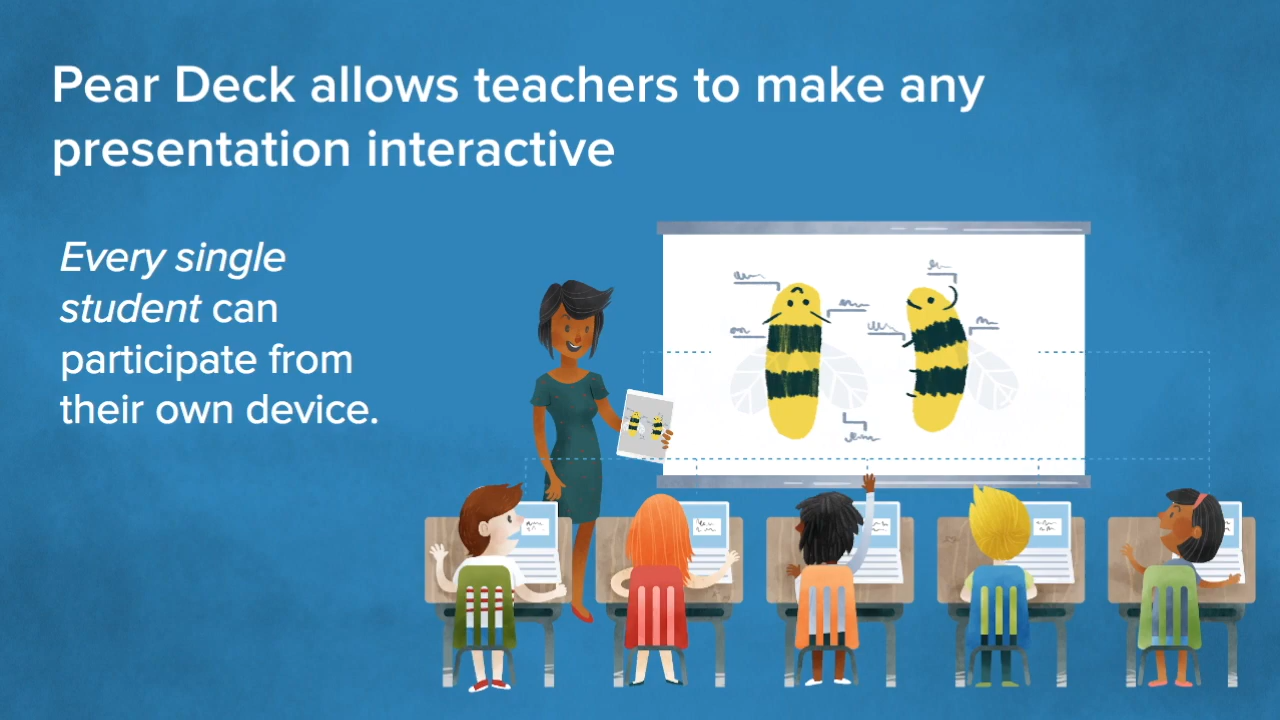 Pear Deck allows teachers to make any
presentation interactive
Every single
student can
participate from
their own device.